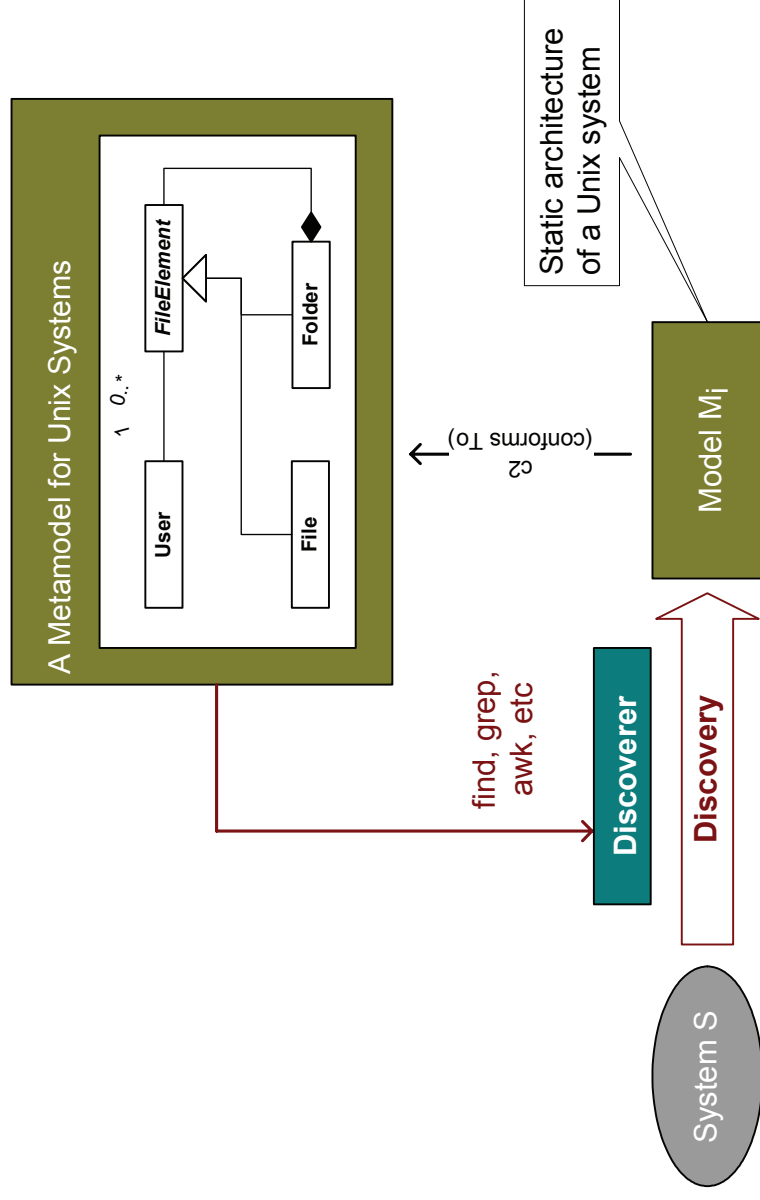 A Metamodel for Unix Systems
0..*
User
FileElement
File
Folder
c2
(conforms To)
find, grep,
awk, etc
Discoverer
Discovery
System S
Model Mi
Static architecture
of a Unix system